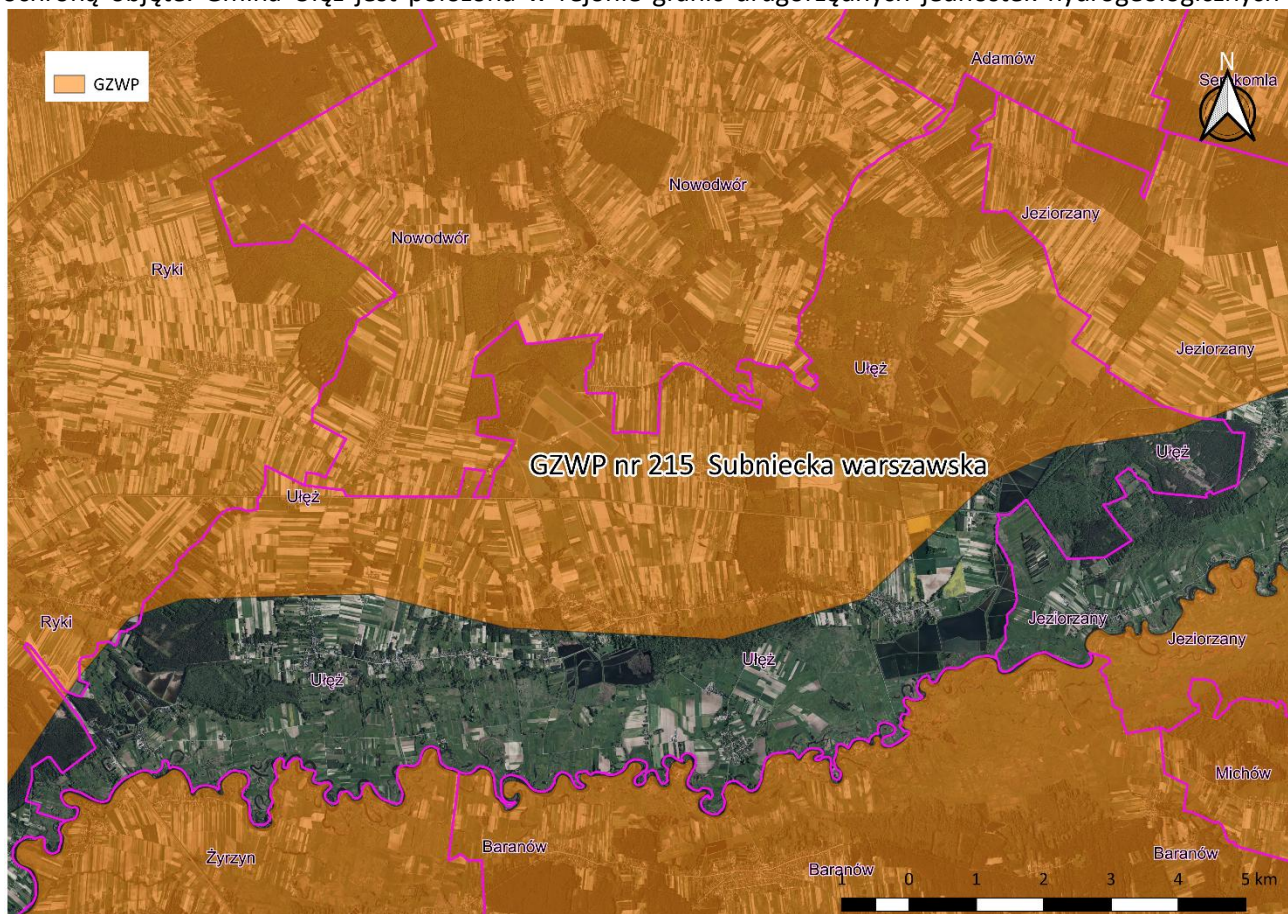 ochroną objęte. Gmina Ułęż jest położona w rejonie granic drugorzędnych jednostek hydrogeologicznych
Adamów
N
Serokomla
GZWP
Nowodwór
Jeziorzany
Nowodwór
Ryki
Jeziorzany
Ułęż
Ułęż
GZWP nr 215 Subniecka warszawska
Ułęż
Ryki
Jeziorzany
Jeziorzany
Ułęż
Ułęż
Michów
Baranów
Baranów
Żyrzyn
Baranów
1 0 1 2 3 4 5 km